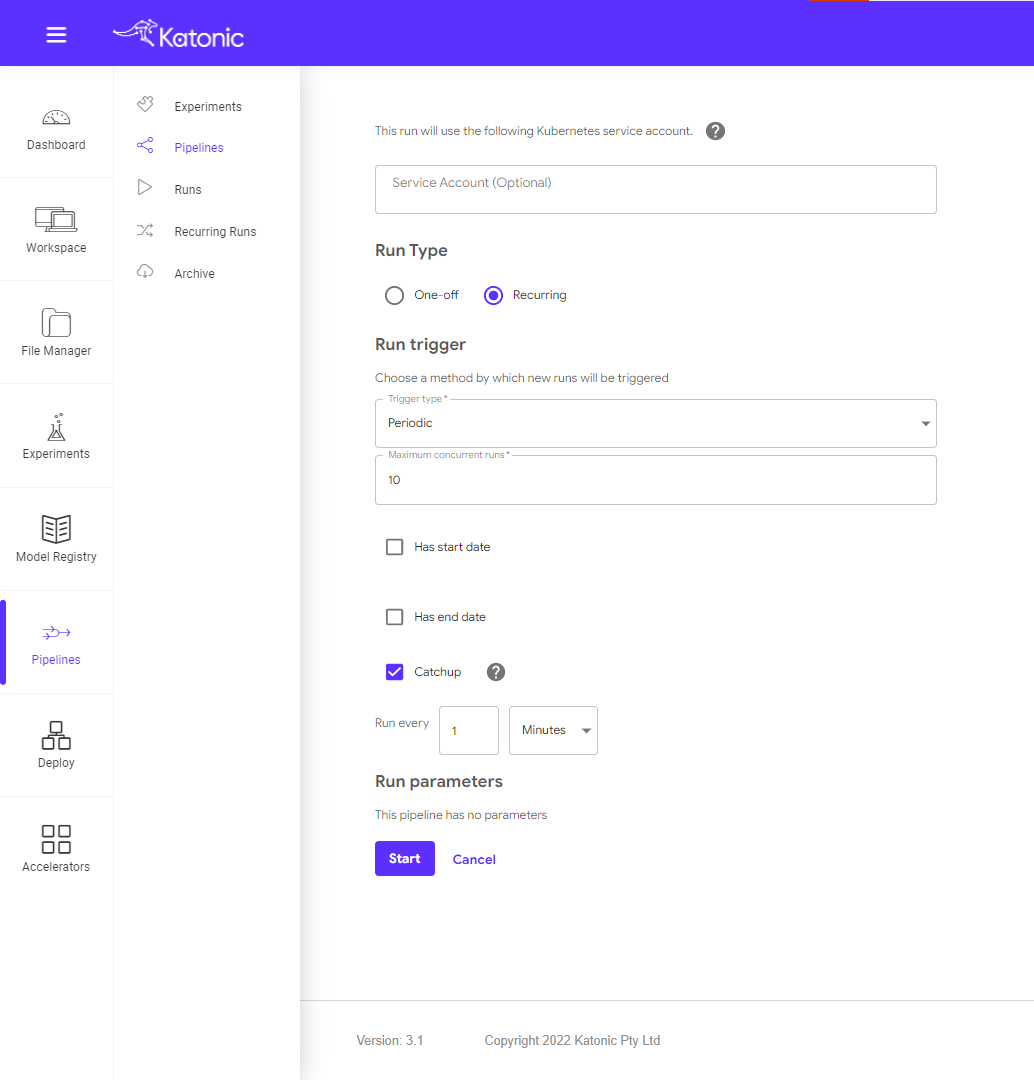 Katonic
Dashboard
Workspace
File Manager
Experiments
Model Registry
Pipelines
Deploy
Accelerators
Experiments
Pipelines
Runs
Recurring Runs
Archive
This run will use the following Kubernetes service account. ?
Service Account (Optional)
Run Type
One-off Recurring
Run trigger
Choose a method by which new runs will be triggered
Trigger type *
Periodic
Maximum concurrent runs *
10
Has start date
Has end date
Catchup ?
Run every 1 Minutes
Run parameters
This pipeline has no parameters
Start Cancel
Version: 3.1 Copyright 2022 Katonic Pty Ltd